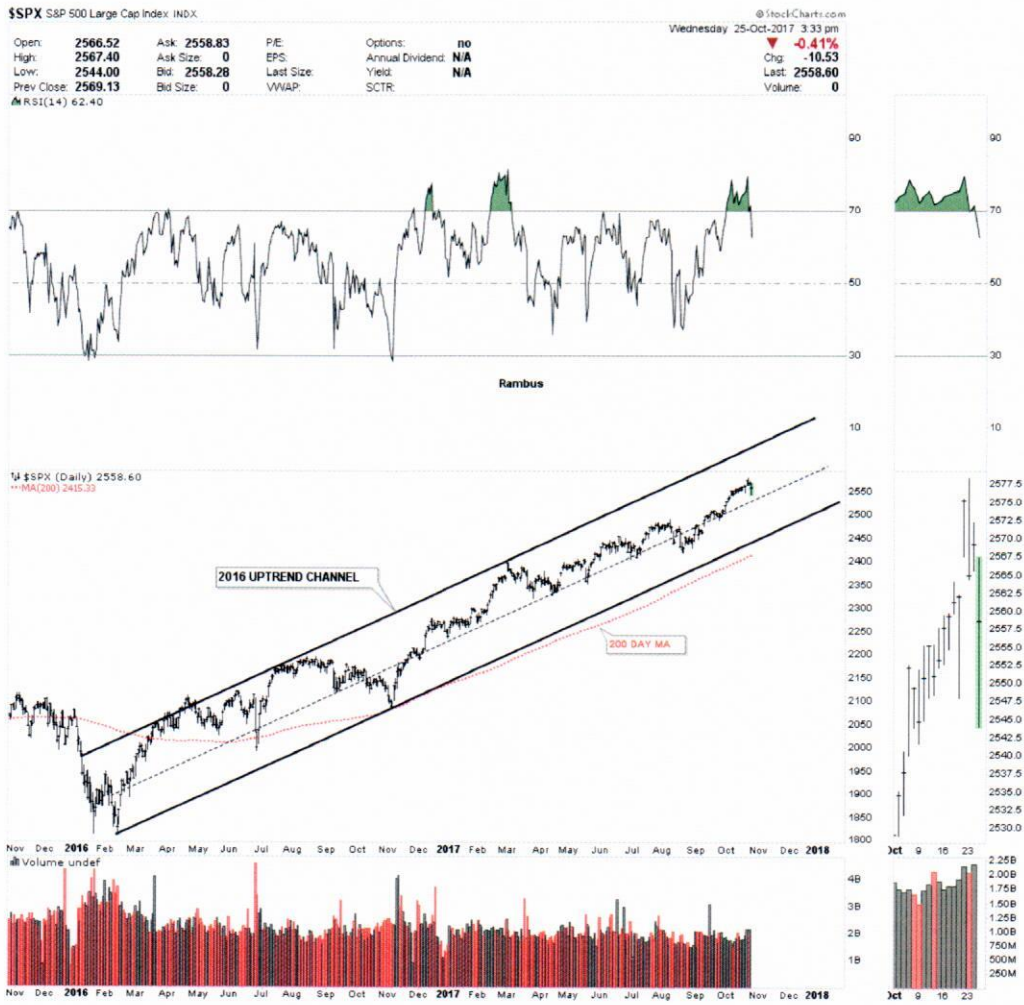 $SPX S&P 500 Large Cap Index INDX
@StockCharts.com
Wednesday 25-Oct-2017 3:33 pm
Open: 2566.52 Ask: 2558.83 P/E: Options: no ▼ -0.41%
High: 2567.40 Ask Size: 0 EPS: Annual Dividend: N/A Chg: -10.53
Low: 2544.00 Bid: 2558.28 Last Size: Yield: N/A Last: 2558.60
Prev Close: 2569.13 Bid Size: 0 VWAP: SCTR: Volume: 0
RSI(14) 62.40
90 90
70 70
50 50
30 30
Rambus
10 10
$SPX (Daily) 2558.60
MA(200) 2415.33
2550
2500
2450
2400
2350
2300
2250
2200
2150
2100
2050
2000
1950
1900
1850
1800
2577.5
2575.0
2572.5
2570.0
2567.5
2565.0
2562.5
2560.0
2557.5
2555.0
2552.5
2550.0
2547.5
2545.0
2542.5
2540.0
2537.5
2535.0
2532.5
2530.0
2016 UPTREND CHANNEL
200 DAY MA
Nov Dec 2016 Feb Mar Apr May Jun Jul Aug Sep Oct Nov Dec 2017 Feb Mar Apr May Jun Jul Aug Sep Oct Nov Dec 2018
Oct 9 16 23
Volume undef
4B
3B
2B
1B
2.25B
2.00B
1.75B
1.50B
1.25B
1.00B
750M
500M
250M
Nov Dec 2016 Feb Mar Apr May Jun Jul Aug Sep Oct Nov Dec 2017 Feb Mar Apr May Jun Jul Aug Sep Oct Nov Dec 2018
Oct 9 16 23